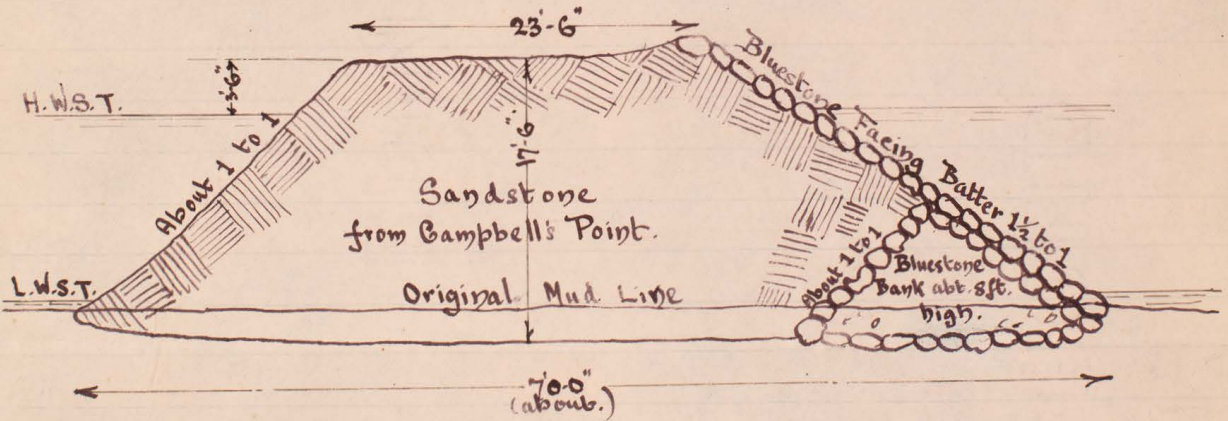 23'-6"
3'6"
H.W.S.T.
17'-6"
About 1 to 1
Bluestone Facing Batter 1½ to 1
Sandstone
from Campbell's Point.
About 1 to 1
Bluestone
Bank abt. 8ft.
high.
L.W.S.T.
Original Mud Line
70-0"
(about.)